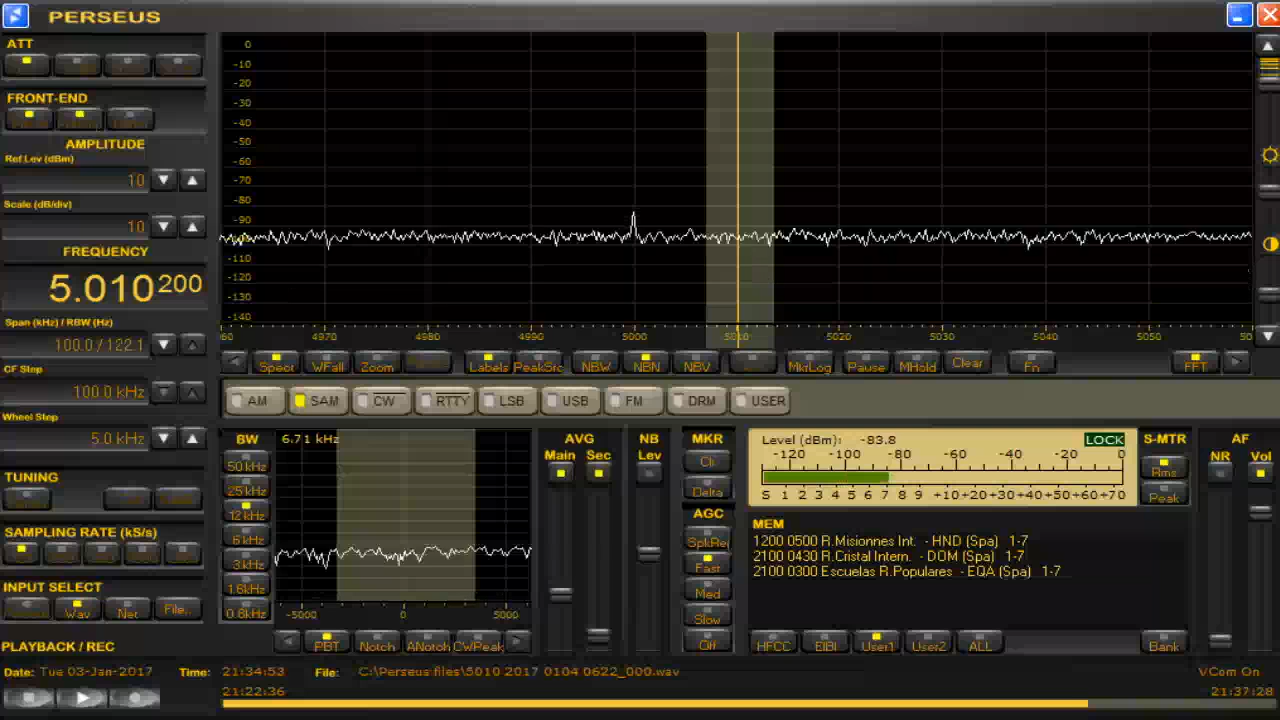 PERSEUS
ATT
FRONT-END
AMPLITUDE
Ref.Lev (dBm)
10
Scale (dB/div)
10
FREQUENCY
5.010200
Span (kHz) / RBW (Hz)
100.0 / 122.1
CF Step
100.0 kHz
Wheel Step
5.0 kHz
TUNING
SAMPLING RATE (kS/s)
INPUT SELECT
Wav Net File..
PLAYBACK / REC
0
-10
-20
-30
-40
-50
-60
-70
-80
-90
-110
-120
-130
-140
4970 4980 4990 5000 5010 5020 5030 5040 5050
Spect WFall Zoom Labels PeakSrc NBW NBN NBV MkrLog Pause MHold Clear Fn FFT
AM SAM CW RTTY LSB USB FM DRM USER
BW
50kHz
25 kHz
12 kHz
6 kHz
3kHz
1.6kHz
0.8kHz
6.71 kHz
-5000 0 5000
PBT Notch ANotch CWPeak
AVG
Main Sec
NB
Lev
MKR
Clr
Delta
AGC
SpkRej
Fast
Med
Slow
Off
Level (dBm): -83.8 LOCK
-120 -100 -80 -60 -40 -20 0
S 1 2 3 4 5 6 7 8 9 +10+20+30+40+50+60+70
S-MTR
Rms
Peak
AF
NR Vol
MEM
1200 0500 R.Misionnes Int. - HND (Spa) 1-7
2100 0430 R.Cristal Intern. - DOM (Spa) 1-7
2100 0300 Escuelas R.Populares - EQA (Spa) 1-7
HFCC EIBI User1 User2 ALL Bank
Date: Tue 03-Jan-2017 Time: 21:34:53 File: C:\Perseus files\5010 2017 0104 0622_000.wav VCom On
21:22:36 21:37:28